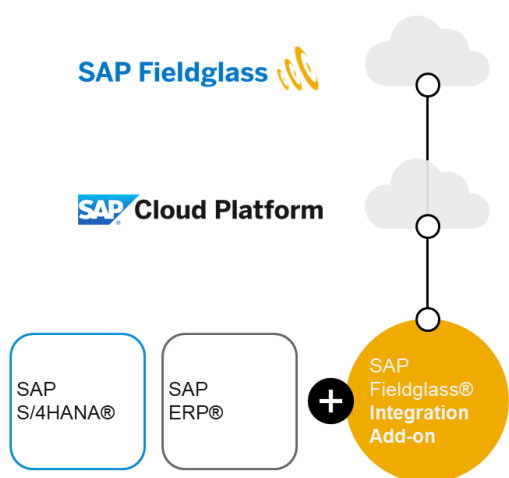 SAP Fieldglass
SAP Cloud Platform
SAP
S/4HANA®
SAP
ERP®
+
SAP
Fieldglass®
Integration
Add-on